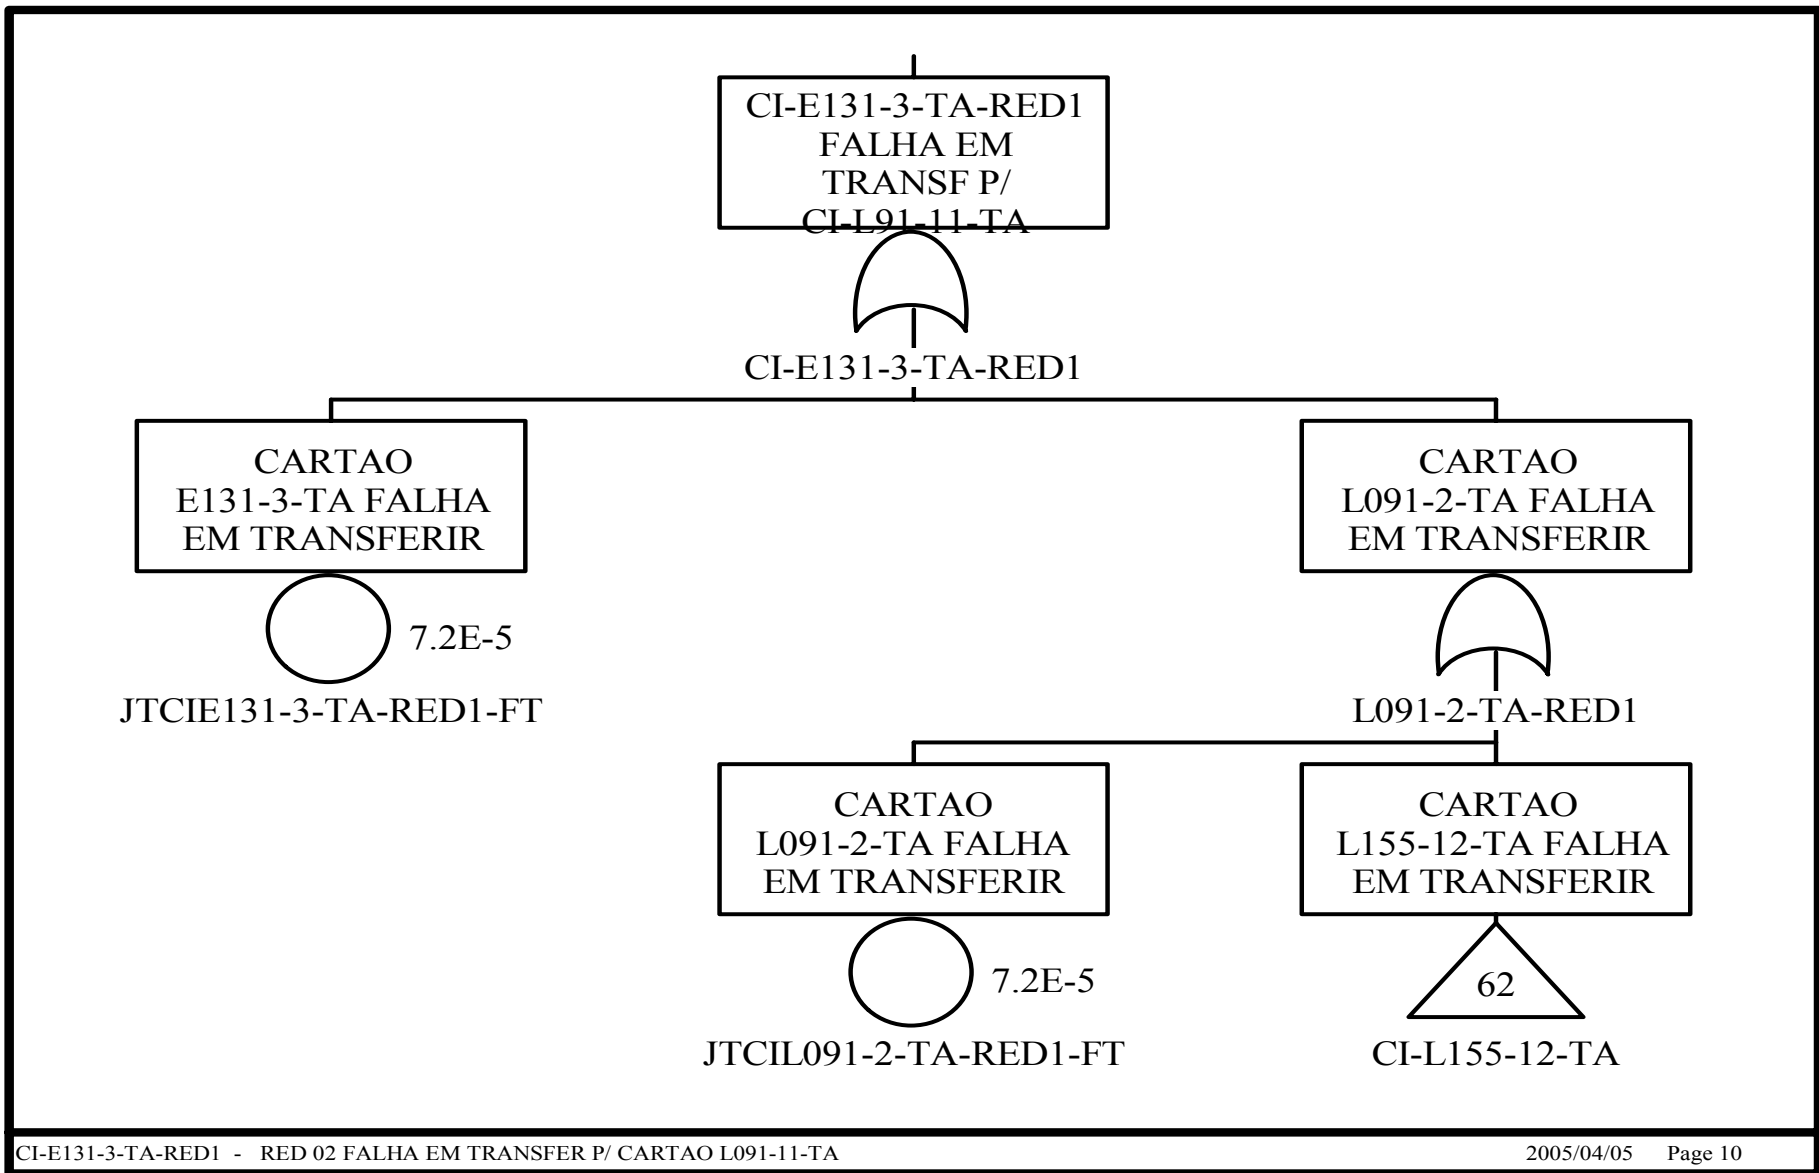 CI-E131-3-TA-RED1
FALHA EM
TRANSF P/
CI-L91-11-TA
CI-E131-3-TA-RED1
CARTAO
E131-3-TA FALHA
EM TRANSFERIR
7.2E-5
JTCIE131-3-TA-RED1-FT
CARTAO
L091-2-TA FALHA
EM TRANSFERIR
L091-2-TA-RED1
CARTAO
L091-2-TA FALHA
EM TRANSFERIR
7.2E-5
JTCIL091-2-TA-RED1-FT
CARTAO
L155-12-TA FALHA
EM TRANSFERIR
62
CI-L155-12-TA
CI-E131-3-TA-RED1 - RED 02 FALHA EM TRANSFER P/ CARTAO L091-11-TA
2005/04/05 Page 10